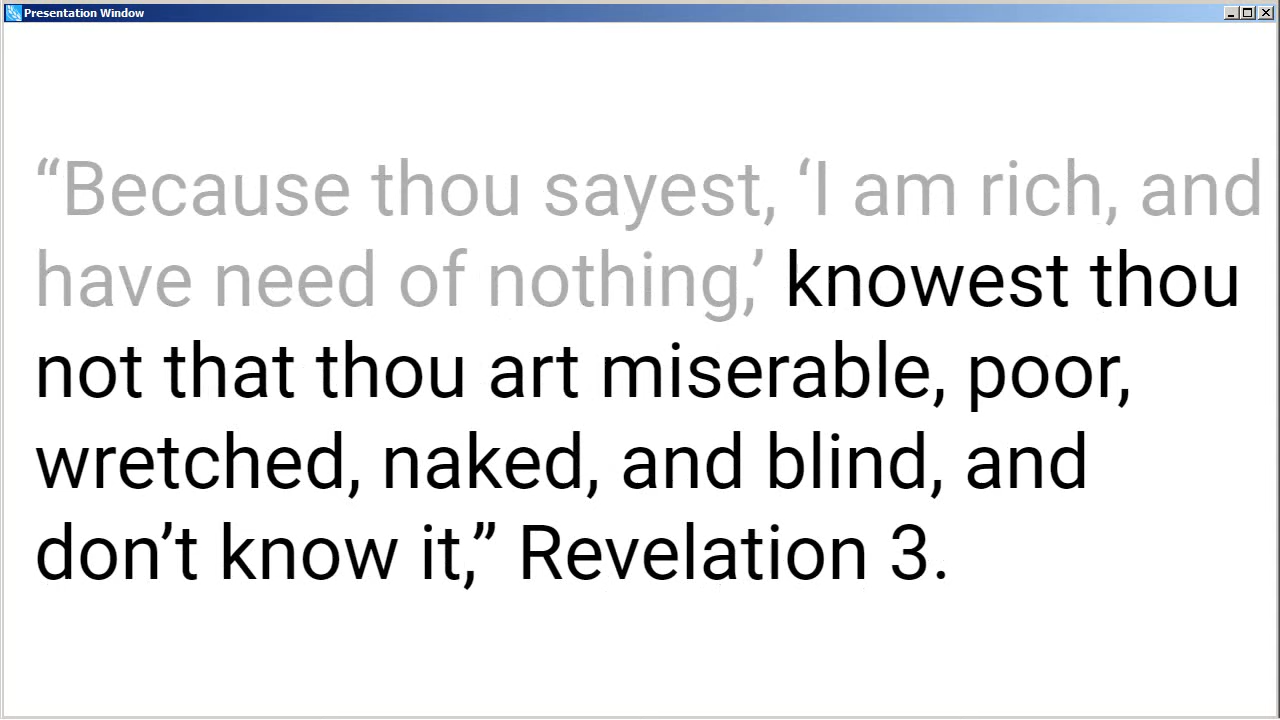 Presentation Window
“Because thou sayest, ‘I am rich, and
have need of nothing,’ knowest thou
not that thou art miserable, poor,
wretched, naked, and blind, and
don’t know it,” Revelation 3.